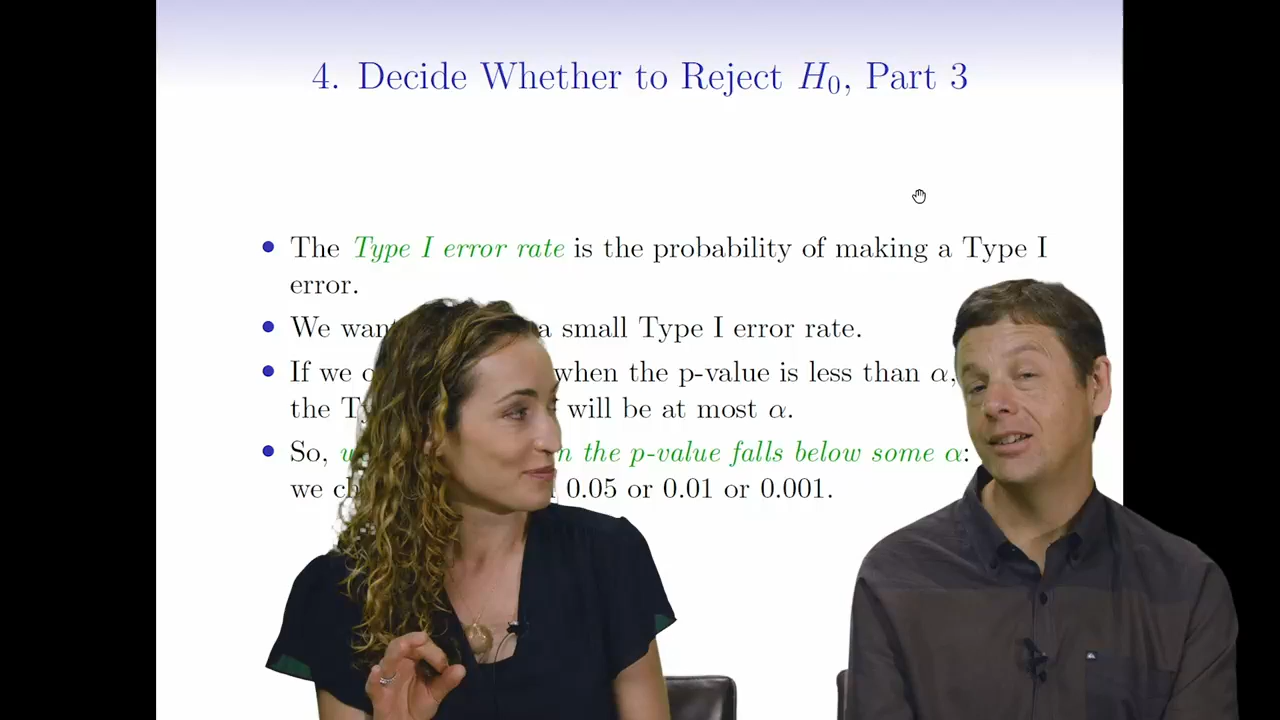 4. Decide Whether to Reject H₀, Part 3
• The Type I error rate is the probability of making a Type I
error.
• We want a small Type I error rate.
• If we when the p-value is less than α,
the will be at most α.
• So, the p-value falls below some α:
we 0.05 or 0.01 or 0.001.